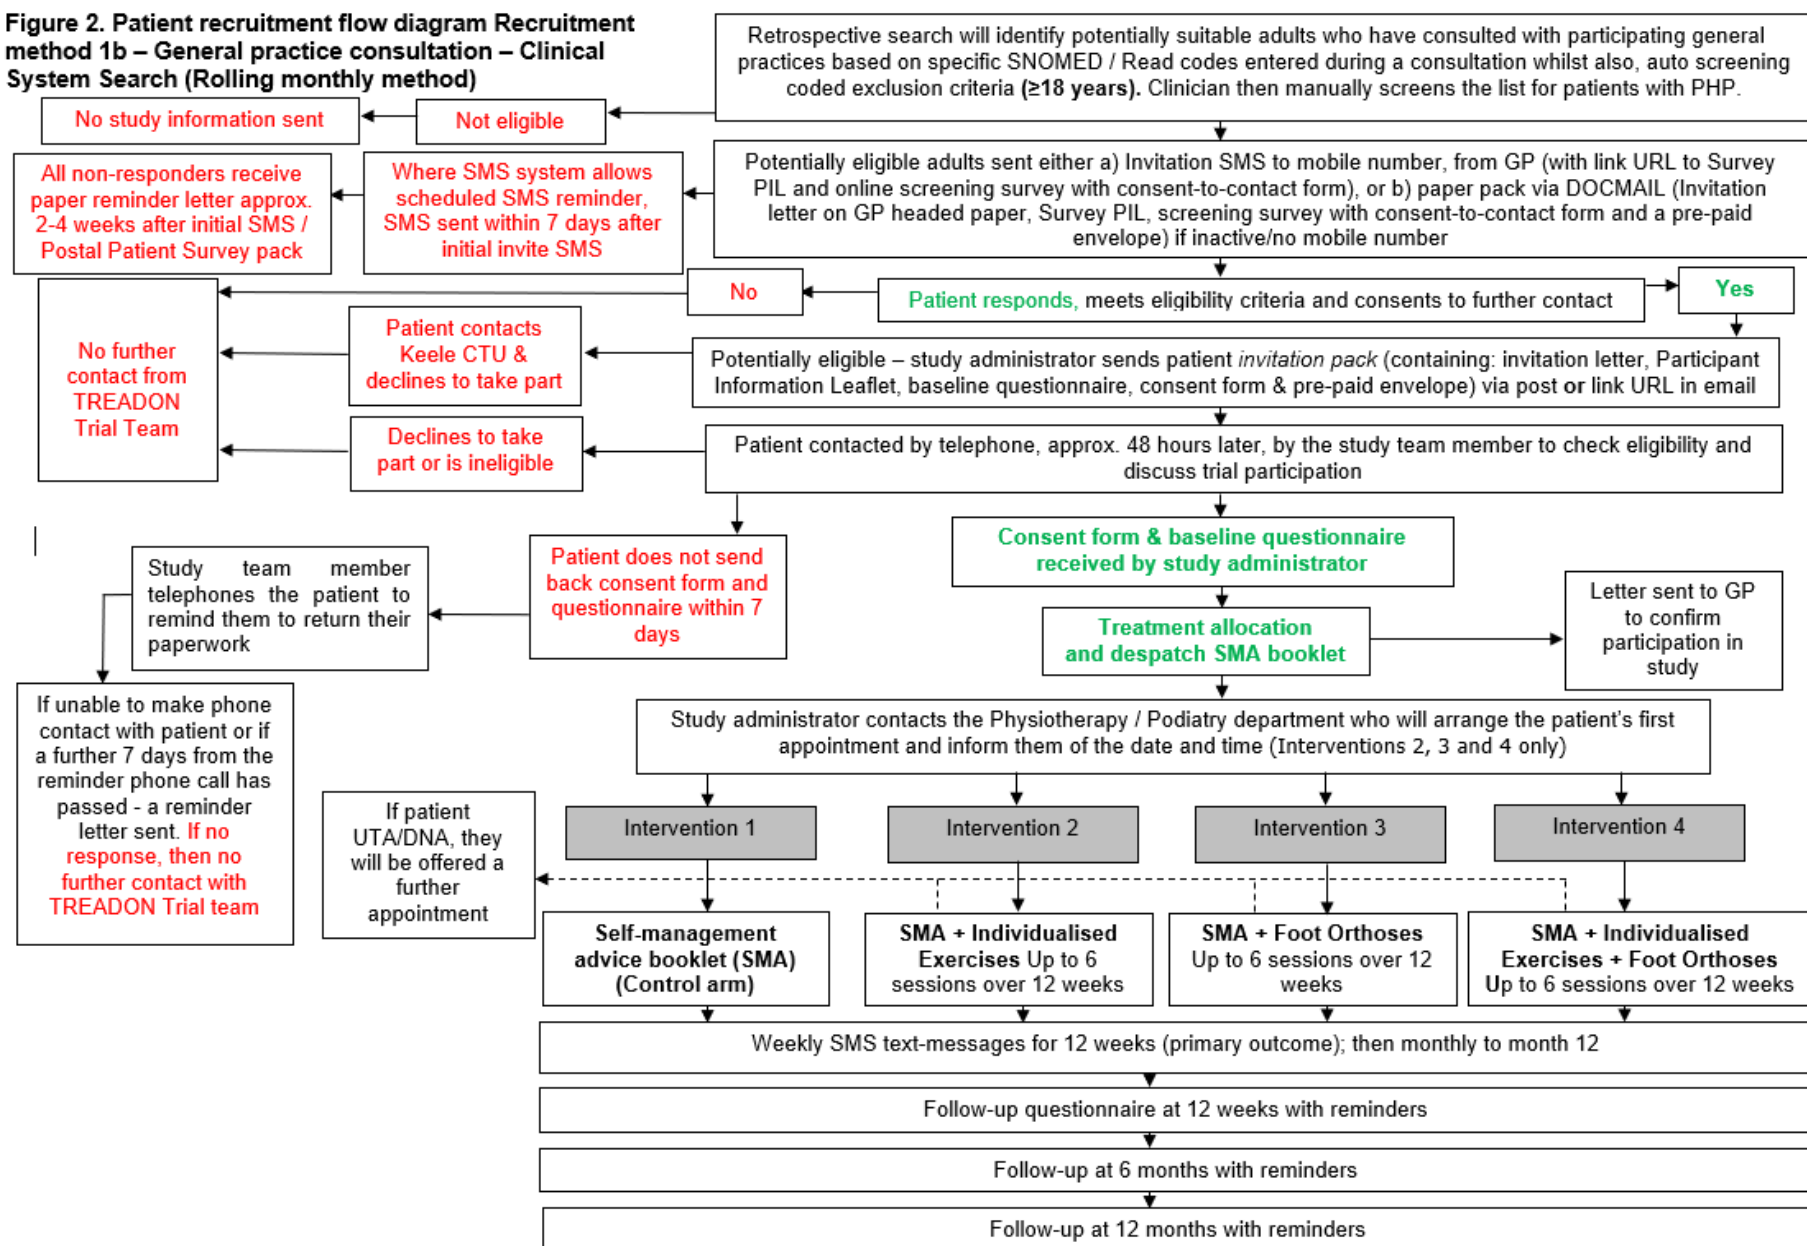 Figure 2. Patient recruitment flow diagram Recruitment
method 1b – General practice consultation – Clinical
System Search (Rolling monthly method)
Retrospective search will identify potentially suitable adults who have consulted with participating general
practices based on specific SNOMED / Read codes entered during a consultation whilst also, auto screening
coded exclusion criteria (≥18 years). Clinician then manually screens the list for patients with PHP.
No study information sent
Not eligible
All non-responders receive
paper reminder letter approx.
2-4 weeks after initial SMS /
Postal Patient Survey pack
Where SMS system allows
scheduled SMS reminder,
SMS sent within 7 days after
initial invite SMS
Potentially eligible adults sent either a) Invitation SMS to mobile number, from GP (with link URL to Survey
PIL and online screening survey with consent-to-contact form), or b) paper pack via DOCMAIL (Invitation
letter on GP headed paper, Survey PIL, screening survey with consent-to-contact form and a pre-paid
envelope) if inactive/no mobile number
No
Patient responds, meets eligibility criteria and consents to further contact
Yes
No further
contact from
TREADON
Trial Team
Patient contacts
Keele CTU &
declines to take part
Potentially eligible – study administrator sends patient invitation pack (containing: invitation letter, Participant
Information Leaflet, baseline questionnaire, consent form & pre-paid envelope) via post or link URL in email
Declines to take
part or is ineligible
Patient contacted by telephone, approx. 48 hours later, by the study team member to check eligibility and
discuss trial participation
Study team member
telephones the patient to
remind them to return their
paperwork
Patient does not send
back consent form and
questionnaire within 7
days
Consent form & baseline questionnaire
received by study administrator
Treatment allocation
and despatch SMA booklet
Letter sent to GP
to confirm
participation in
study
If unable to make phone
contact with patient or if
a further 7 days from the
reminder phone call has
passed - a reminder
letter sent. If no
response, then no
further contact with
TREADON Trial team
Study administrator contacts the Physiotherapy / Podiatry department who will arrange the patient's first
appointment and inform them of the date and time (Interventions 2, 3 and 4 only)
If patient
UTA/DNA, they
will be offered a
further
appointment
Intervention 1
Intervention 2
Intervention 3
Intervention 4
Self-management
advice booklet (SMA)
(Control arm)
SMA + Individualised
Exercises Up to 6
sessions over 12 weeks
SMA + Foot Orthoses
Up to 6 sessions over 12
weeks
SMA + Individualised
Exercises + Foot Orthoses
Up to 6 sessions over 12 weeks
Weekly SMS text-messages for 12 weeks (primary outcome); then monthly to month 12
Follow-up questionnaire at 12 weeks with reminders
Follow-up at 6 months with reminders
Follow-up at 12 months with reminders